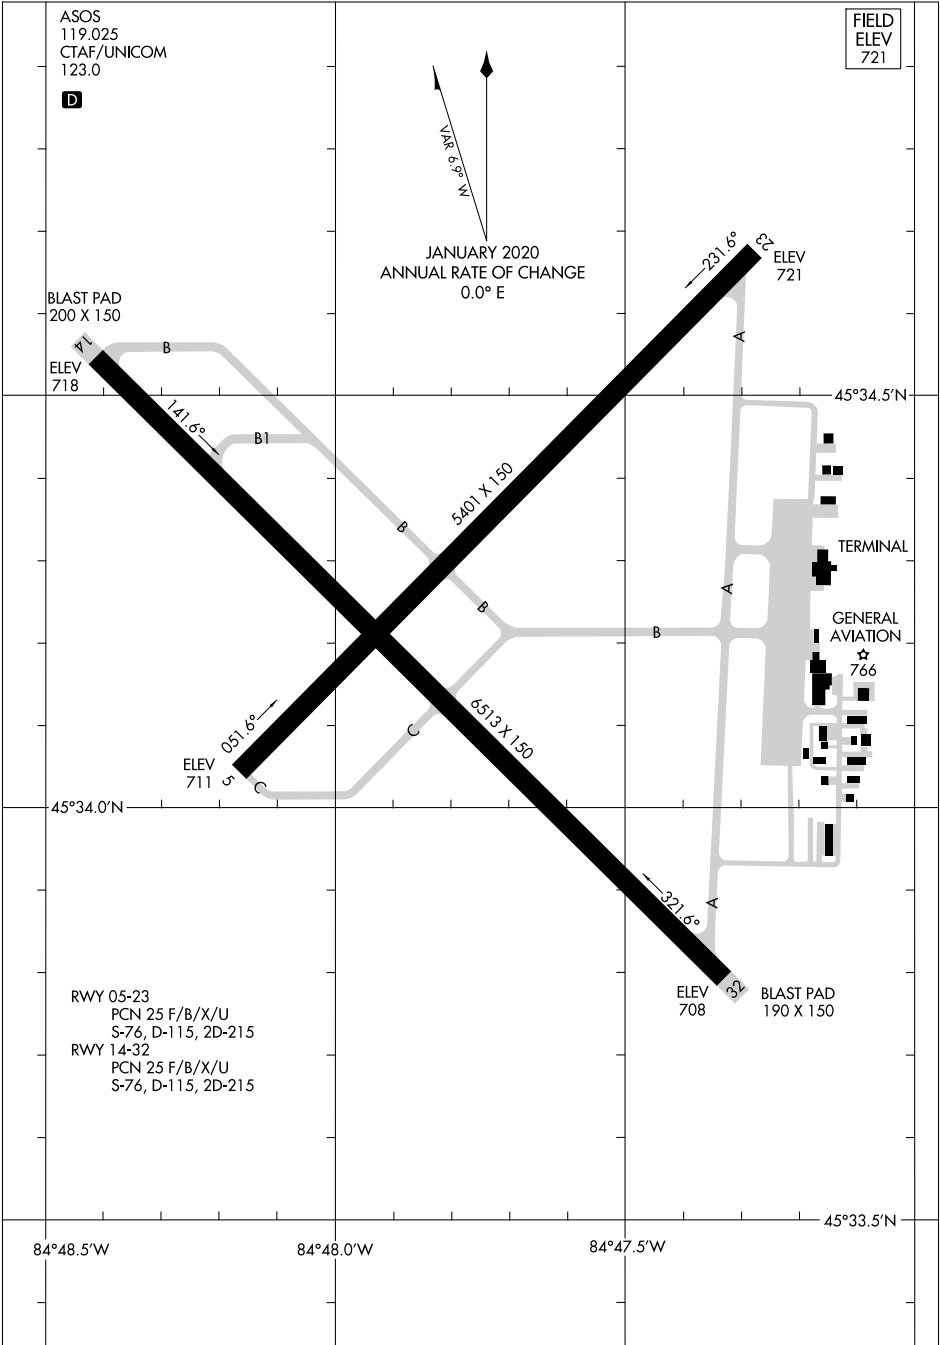 ASOS
119.025
CTAF/UNICOM
123.0
D
FIELD
ELEV
721
VAR 6.9° W
JANUARY 2020
ANNUAL RATE OF CHANGE
0.0° E
231.6°
23
ELEV
721
BLAST PAD
200 X 150
14
ELEV
718
B
A
45°34.5'N
141.6°
B1
5401 X 150
B
TERMINAL
A
B
B
GENERAL
AVIATION
766
051.6°
6513 X 150
C
ELEV
711
5
C
45°34.0'N
321.6°
A
32
ELEV
708
BLAST PAD
190 X 150
RWY 05-23
PCN 25 F/B/X/U
S-76, D-115, 2D-215
RWY 14-32
PCN 25 F/B/X/U
S-76, D-115, 2D-215
45°33.5'N
84°48.5'W
84°48.0'W
84°47.5'W